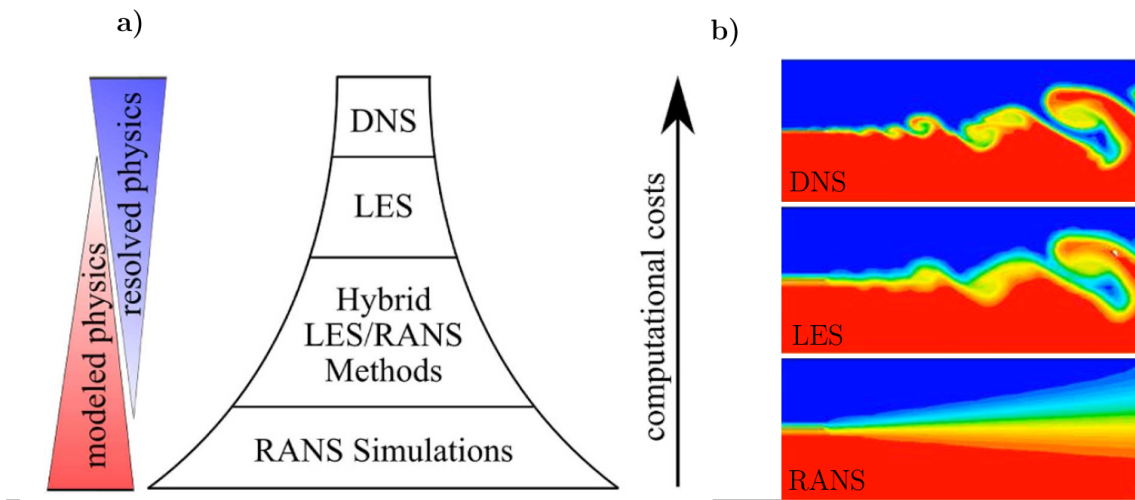 a)
resolved physics
modeled physics
DNS
LES
Hybrid
LES/RANS
Methods
RANS Simulations
computational costs
b)
DNS
LES
RANS